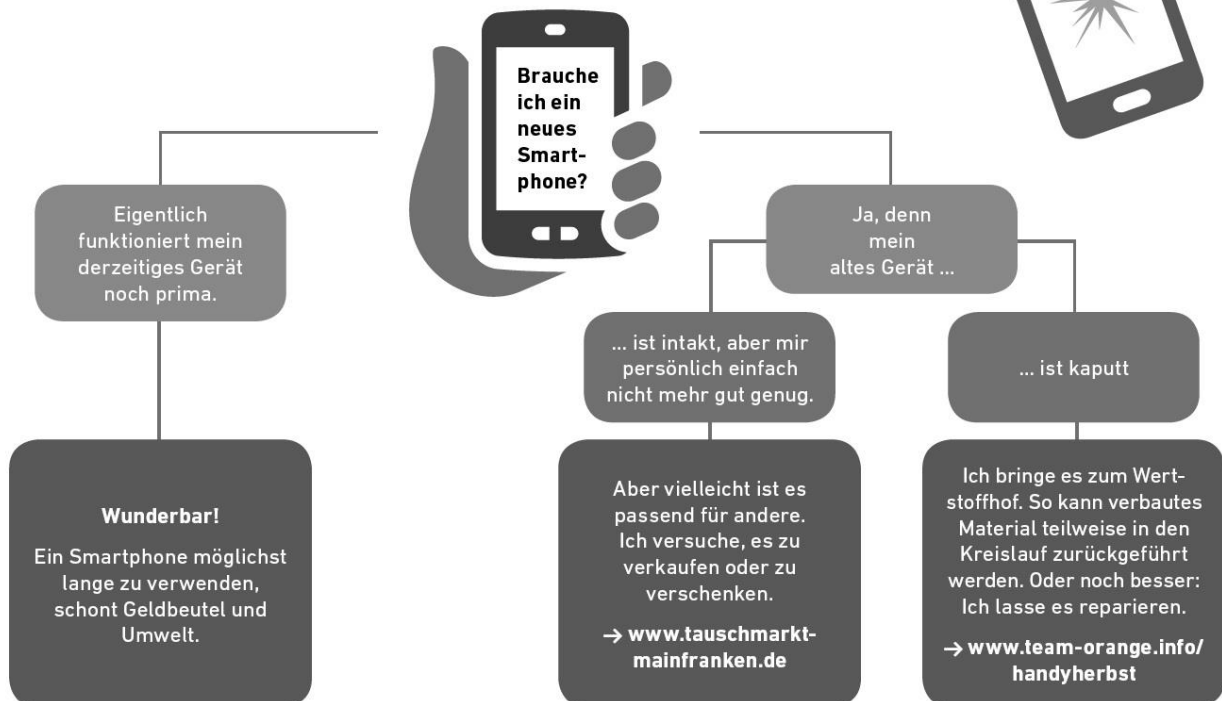 Brauche
ich ein
neues
Smart-
phone?
Eigentlich
funktioniert mein
derzeitiges Gerät
noch prima.
Wunderbar!
Ein Smartphone möglichst
lange zu verwenden,
schont Geldbeutel und
Umwelt.
Ja, denn
mein
altes Gerät ...
... ist intakt, aber mir
persönlich einfach
nicht mehr gut genug.
Aber vielleicht ist es
passend für andere.
Ich versuche, es zu
verkaufen oder zu
verschenken.
→ www.tauschmarkt-
mainfranken.de
... ist kaputt
Ich bringe es zum Wert-
stoffhof. So kann verbautes
Material teilweise in den
Kreislauf zurückgeführt
werden. Oder noch besser:
Ich lasse es reparieren.
→ www.team-orange.info/
handyherbst